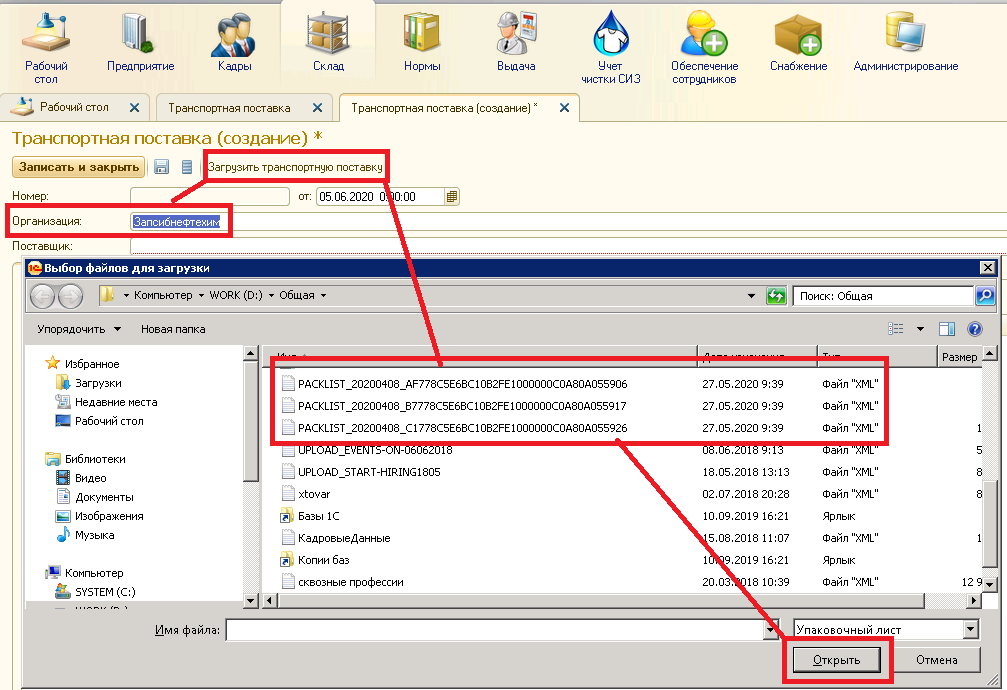 Рабочий стол Предприятие Кадры Склад Нормы Выдача Учет чистки СИЗ Обеспечение сотрудников Снабжение Администрирование
Рабочий стол Транспортная поставка Транспортная поставка (создание) *
Транспортная поставка (создание) *
Записать и закрыть Загрузить транспортную поставку
Номер: от: 05.06.2020 0:00:00
Организация: Запсибнефтехим
Поставщик:
Выбор файлов для загрузки
Компьютер WORK (D:) Общая Поиск: Общая
Упорядочить Новая папка
Избранное
Загрузки
Недавние места
Рабочий стол
Библиотеки
Видео
Документы
Изображения
Музыка
Компьютер
SYSTEM (C:)
Размер
PACKLIST_20200408_AF778C5E6BC10B2FE1000000C0A80A055906 27.05.2020 9:39 Файл "XML"
PACKLIST_20200408_B7778C5E6BC10B2FE1000000C0A80A055917 27.05.2020 9:39 Файл "XML"
PACKLIST_20200408_C1778C5E6BC10B2FE1000000C0A80A055926 27.05.2020 9:39 Файл "XML" 1
UPLOAD_EVENTS-ON-06062018 08.06.2018 9:13 Файл "XML" 5
UPLOAD_START-HIRING1805 18.05.2018 13:13 Файл "XML" 8
xtovar 02.07.2018 20:28 Файл "XML" 8
Базы 1С 10.09.2019 16:21 Ярлык
КадровыеДанные 15.08.2018 11:07 Файл "XML" 1
Копии баз 10.09.2019 16:21 Ярлык
сквозные профессии 20.03.2018 10:39 Файл "XML" 12 9
Имя файла: Упаковочный лист
Открыть Отмена